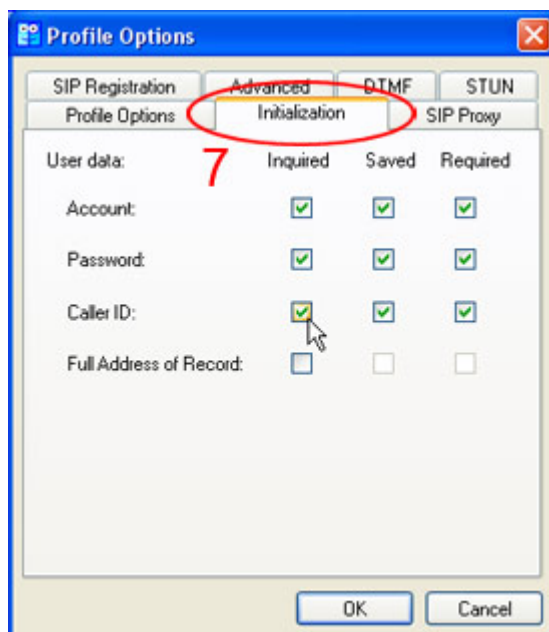 Profile Options
SIP Registration Advanced DTMF STUN
Profile Options Initialization SIP Proxy
User data: 7 Inquired Saved Required
Account:
Password:
Caller ID:
Full Address of Record:
OK Cancel